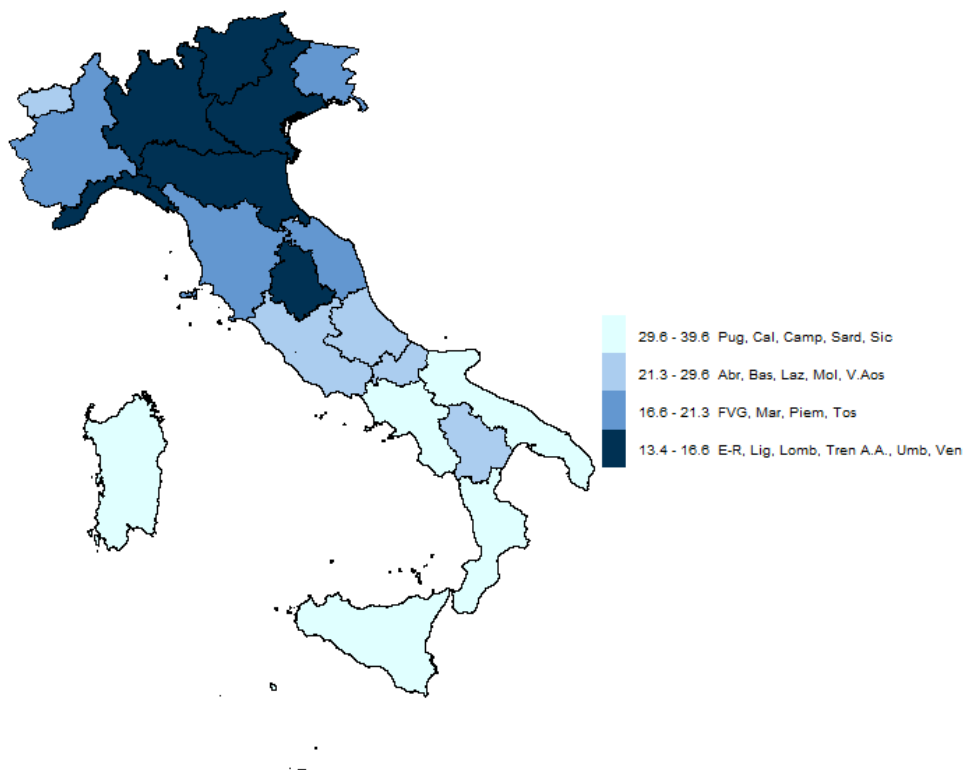 29.6 - 39.6 Pug, Cal, Camp, Sard, Sic
21.3 - 29.6 Abr, Bas, Laz, Mol, V.Aos
16.6 - 21.3 FVG, Mar, Piem, Tos
13.4 - 16.6 E-R, Lig, Lomb, Tren A.A., Umb, Ven